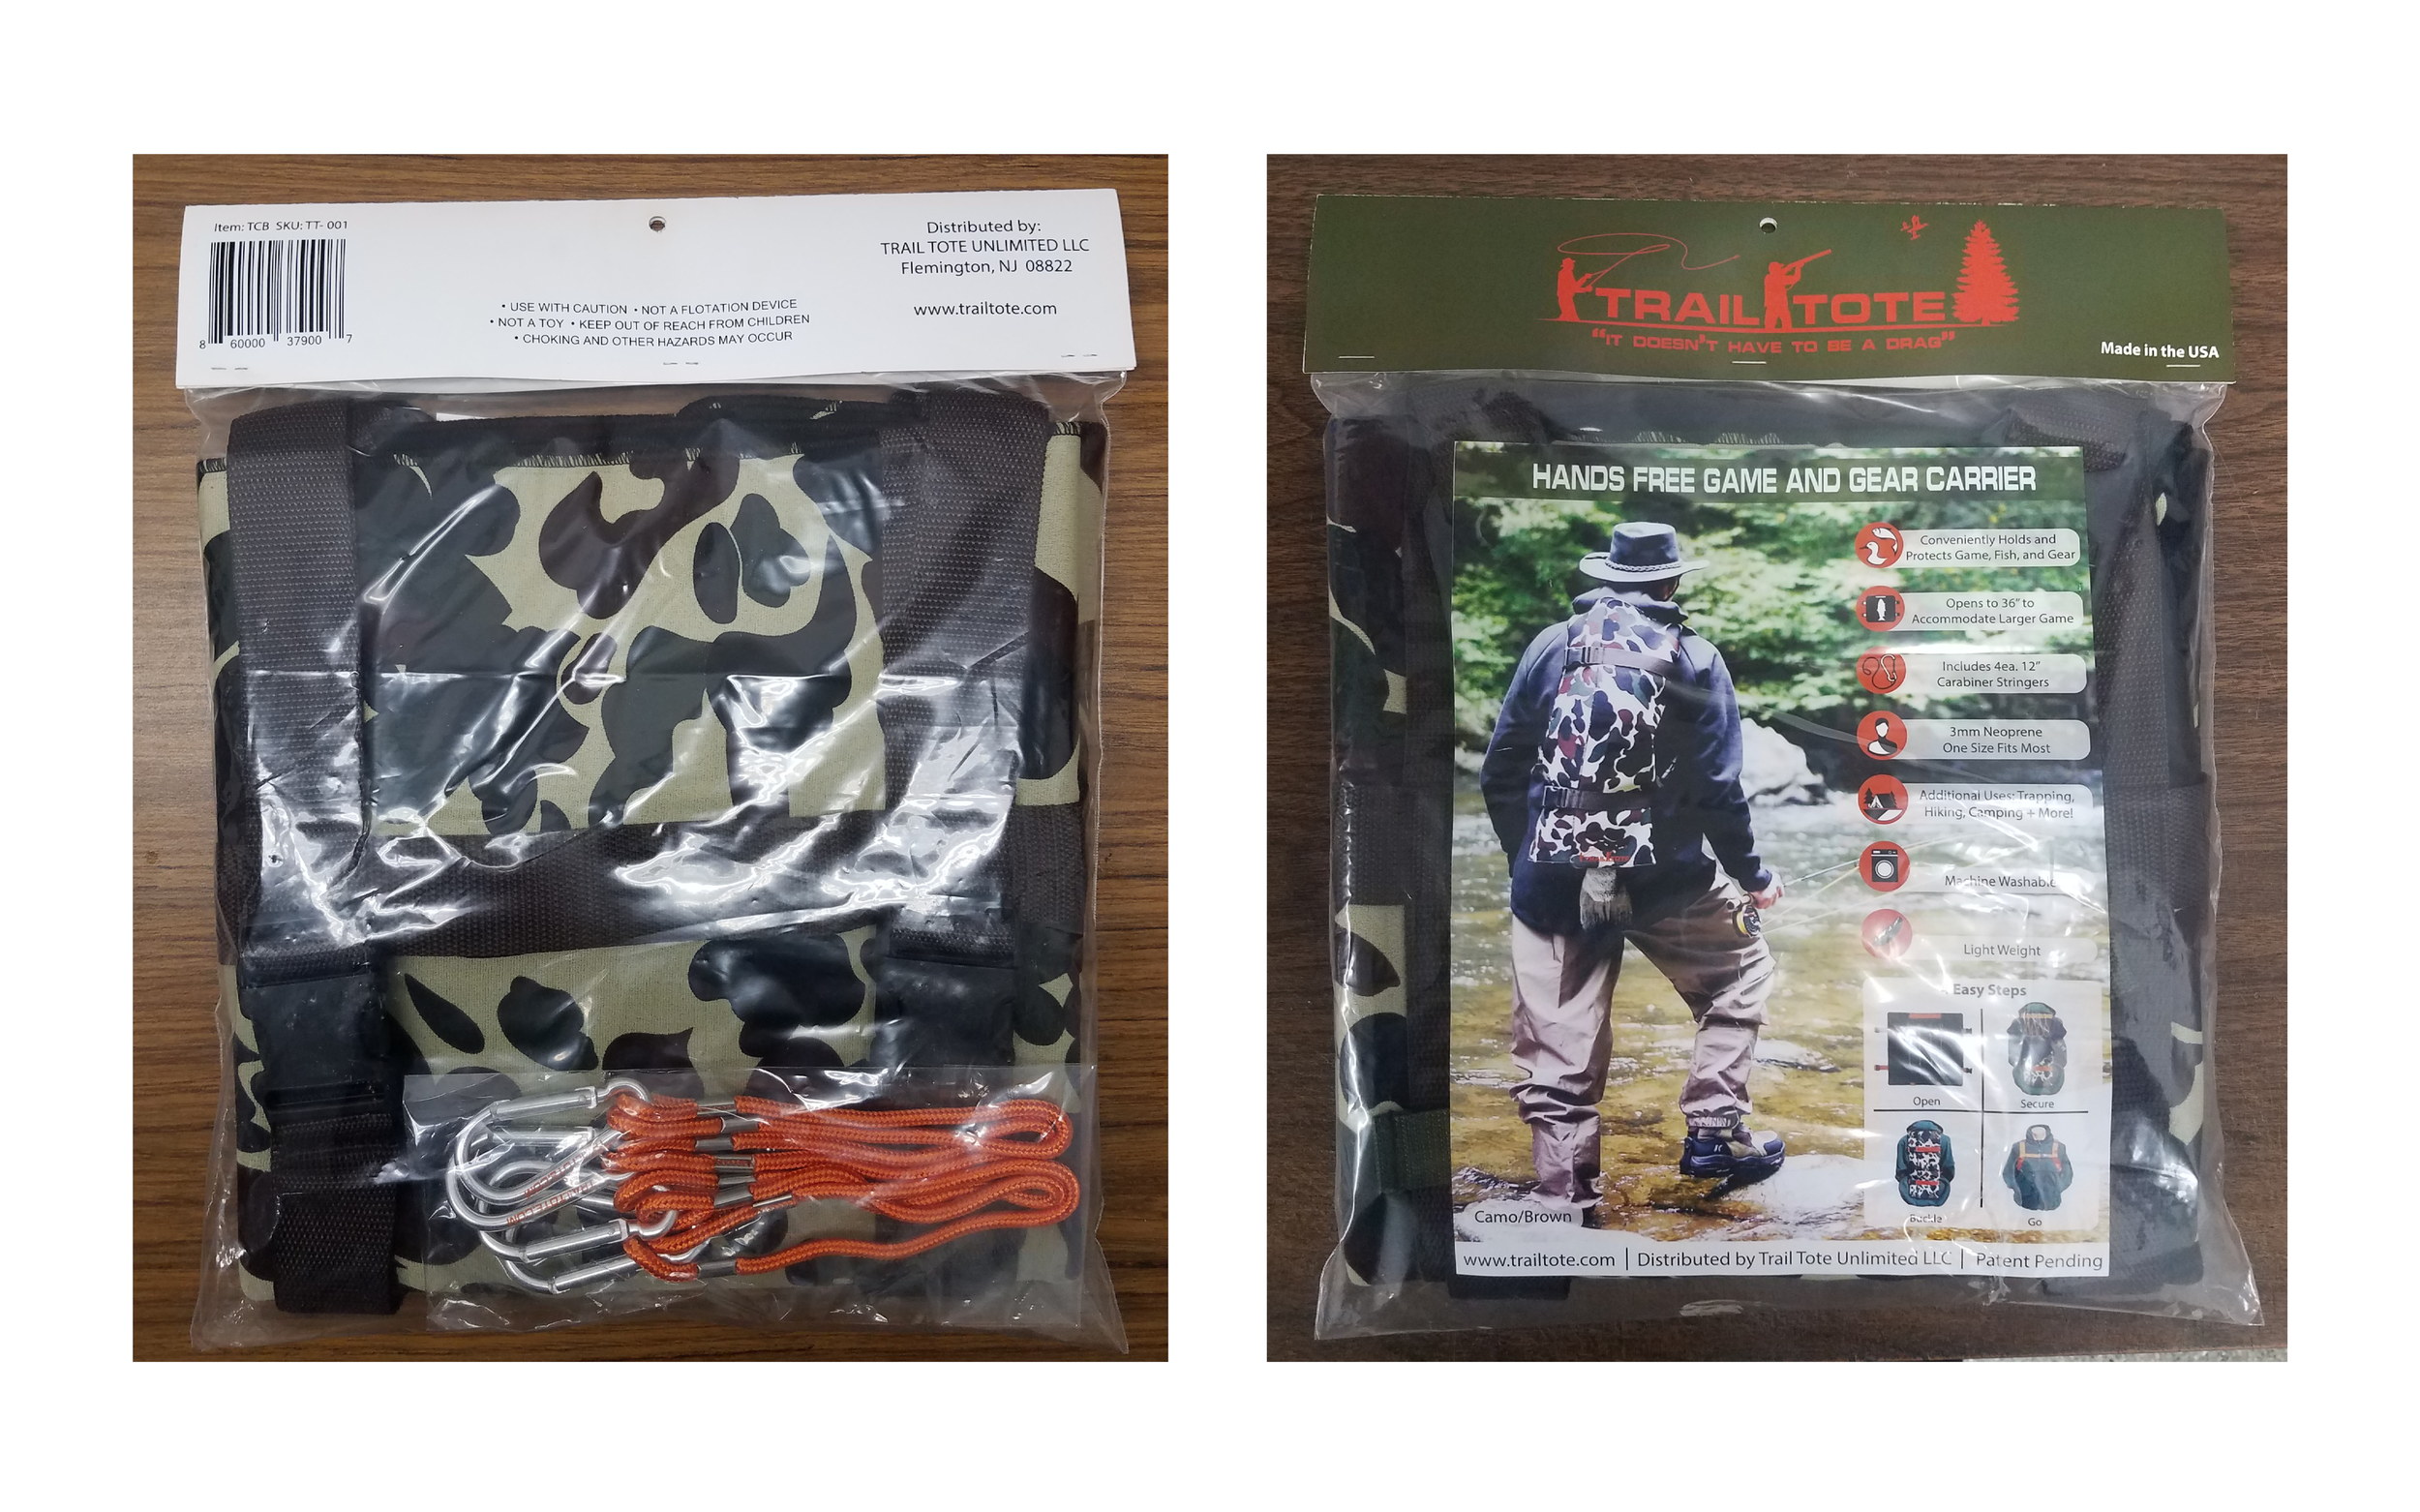 Item: TCB SKU: TT- 001
8 60000 37900 7
• USE WITH CAUTION • NOT A FLOTATION DEVICE
• NOT A TOY • KEEP OUT OF REACH FROM CHILDREN
• CHOKING AND OTHER HAZARDS MAY OCCUR
Distributed by:
TRAIL TOTE UNLIMITED LLC
Flemington, NJ 08822
www.trailtote.com
TRAIL TOTE
"IT DOESN'T HAVE TO BE A DRAG"
Made in the USA
HANDS FREE GAME AND GEAR CARRIER
Conveniently Holds and
Protects Game, Fish, and Gear
Opens to 36" to
Accommodate Larger Game
Includes 4ea. 12"
Carabiner Stringers
3mm Neoprene
One Size Fits Most
Additional Uses: Trapping,
Hiking, Camping + More!
Machine Washable
Light Weight
Easy Steps
Open
Secure
Buckle
Go
Camo/Brown
www.trailtote.com | Distributed by Trail Tote Unlimited LLC | Patent Pending